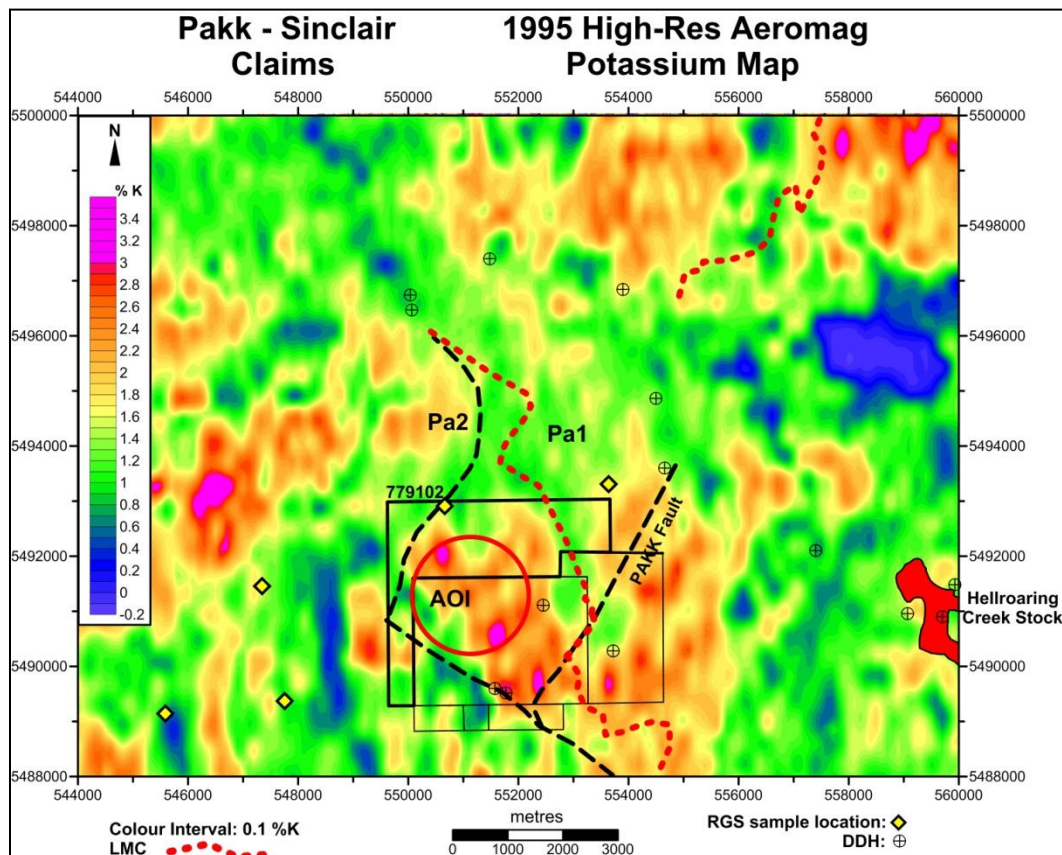 Pakk - Sinclair
Claims
1995 High-Res Aeromag
Potassium Map
544000 546000 548000 550000 552000 554000 556000 558000 560000
5500000 5500000
N
% K
3.4
3.2
3
2.8
2.6
2.4
2.2
2
1.8
1.6
1.4
1.2
1
0.8
0.6
0.4
0.2
0
-0.2
5498000 5498000
5496000 5496000
Pa2
Pa1
5494000 5494000
779102
PAKK Fault
5492000 5492000
AOI
Hellroaring
Creek Stock
5490000 5490000
5488000 5488000
544000 546000 548000 550000 552000 554000 556000 558000 560000
Colour Interval: 0.1 %K
LMC
metres
0 1000 2000 3000
RGS sample location:
DDH: